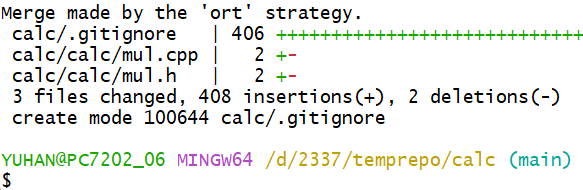 Merge made by the 'ort' strategy.
 calc/.gitignore   | 406 ++++++++++++++++++++++++++++
 calc/calc/mul.cpp |   2 +-
 calc/calc/mul.h   |   2 +-
 3 files changed, 408 insertions(+), 2 deletions(-)
 create mode 100644 calc/.gitignore
YUHAN@PC7202_06 MINGW64 /d/2337/temprepo/calc (main)
$